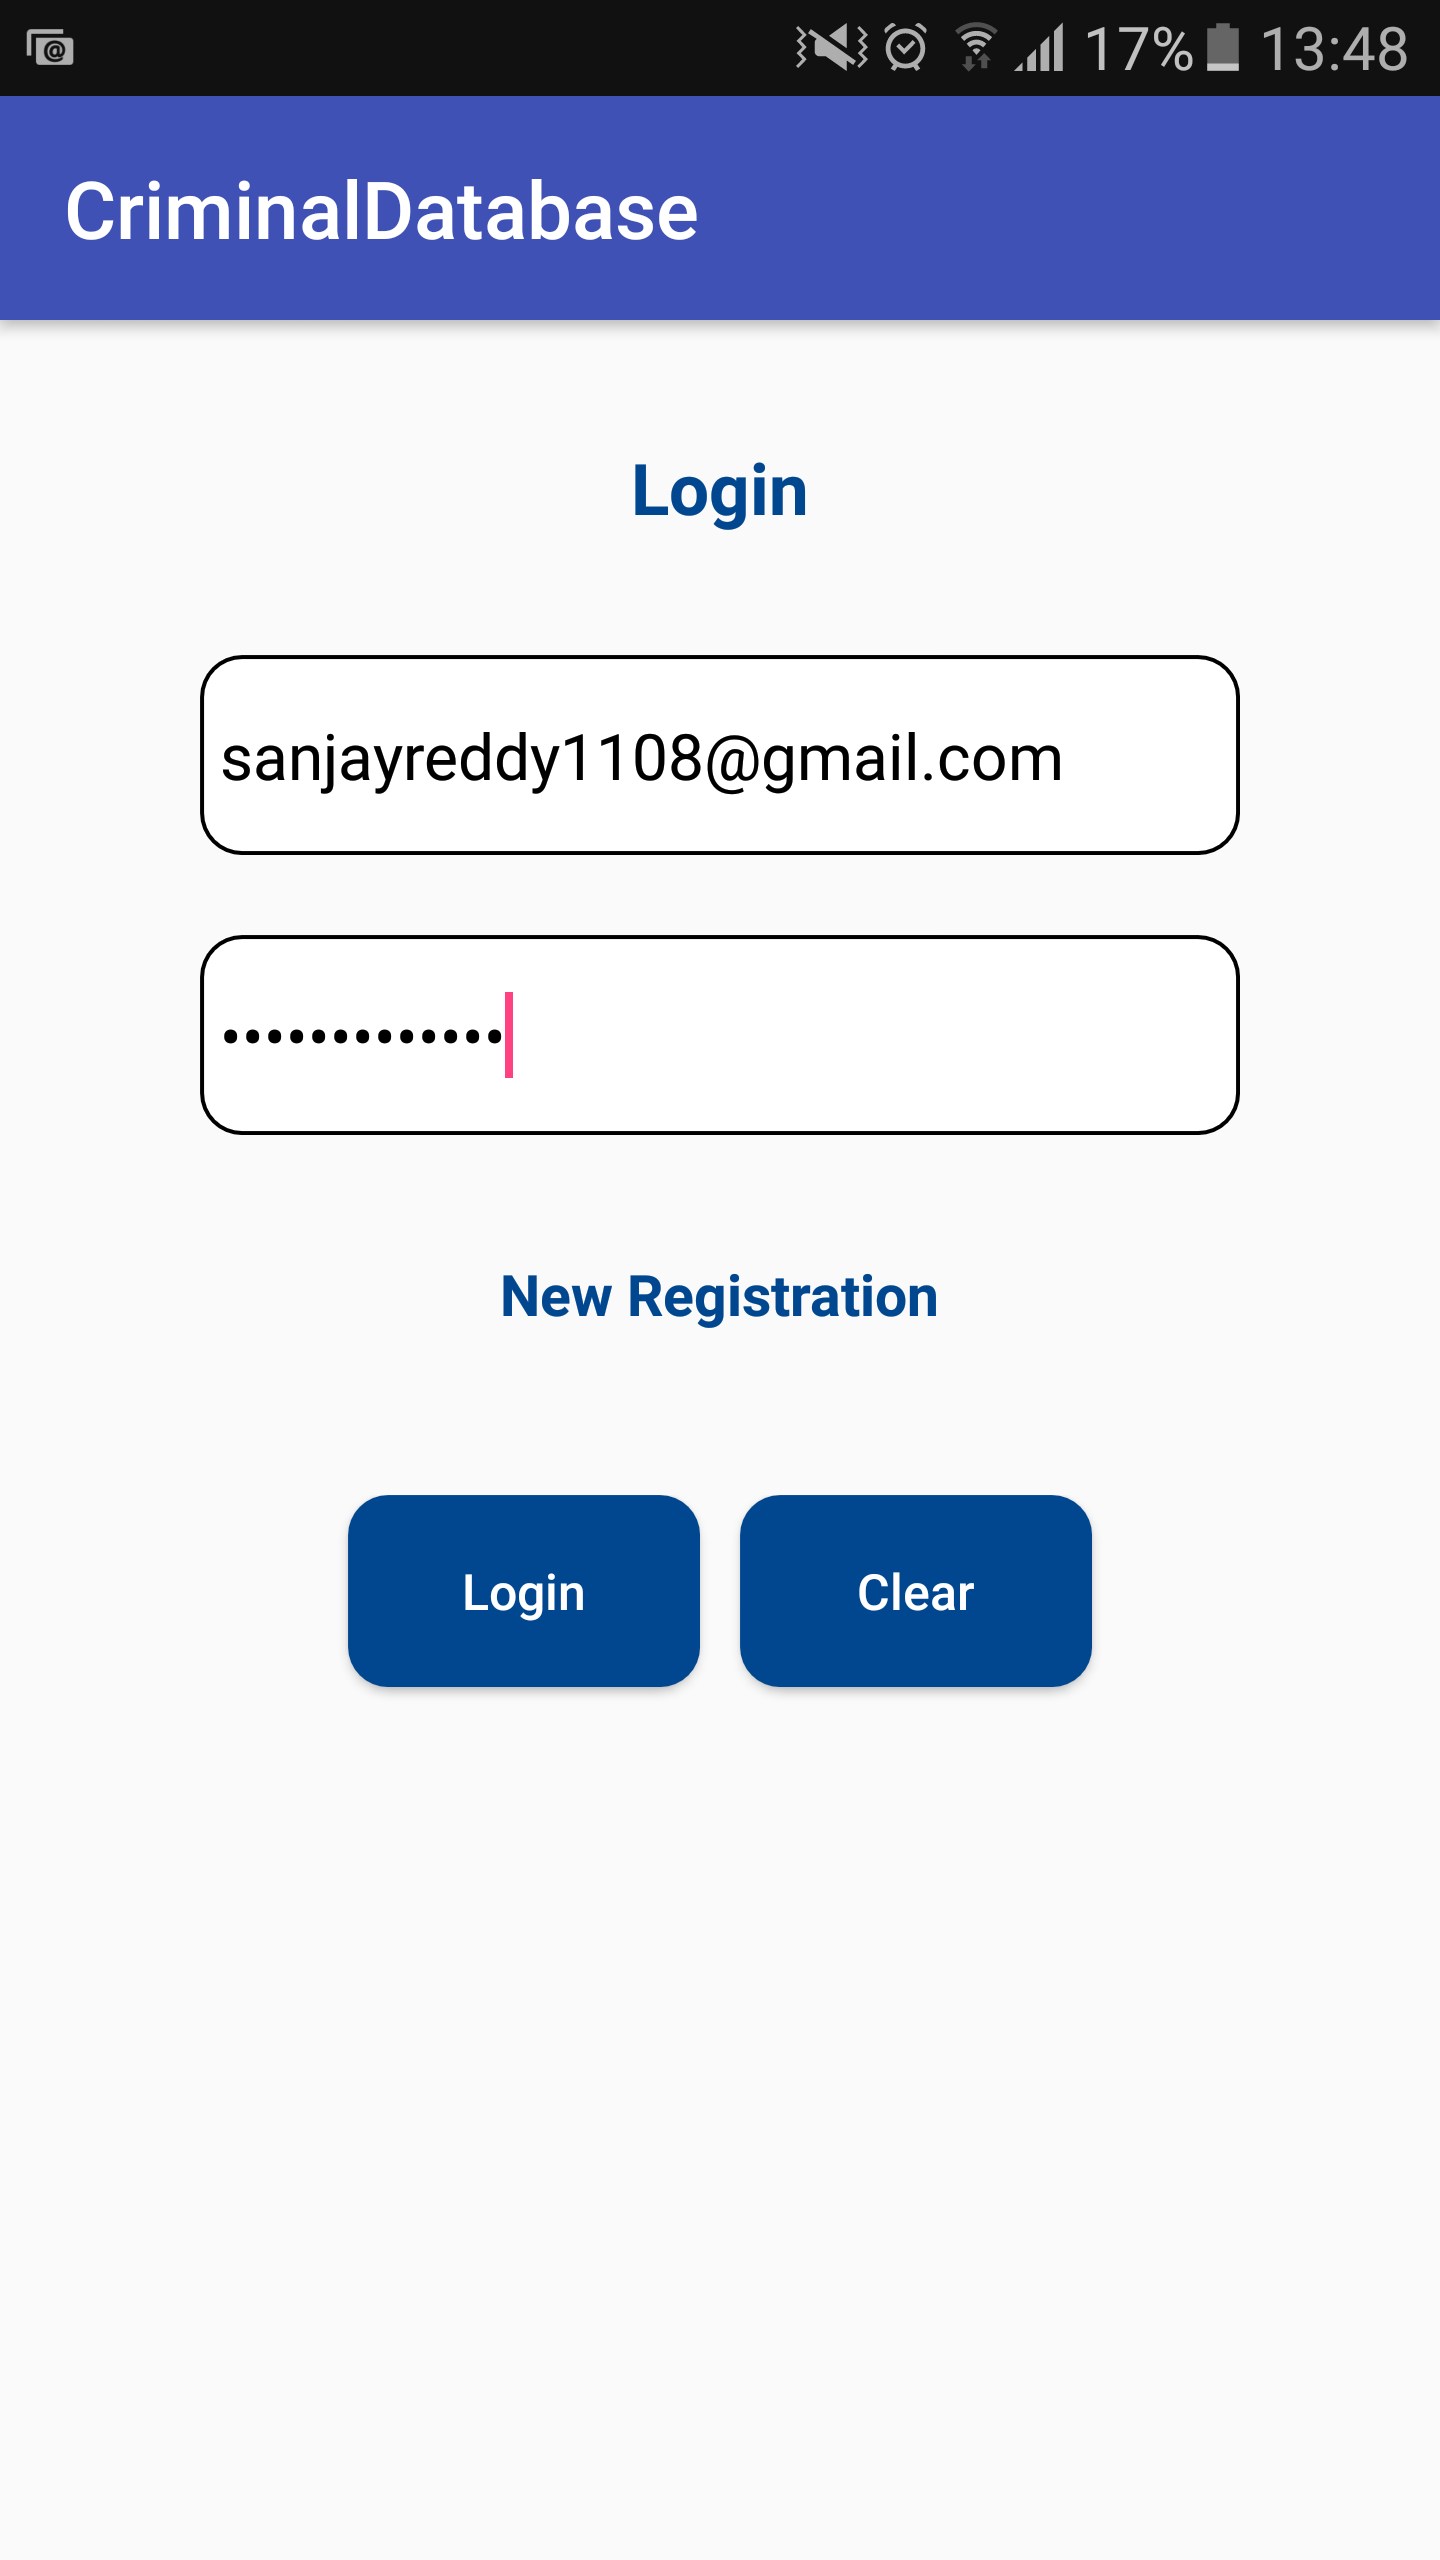 17% 13:48
CriminalDatabase
Login
sanjayreddy1108@gmail.com
•••••••••••••
New Registration
Login Clear